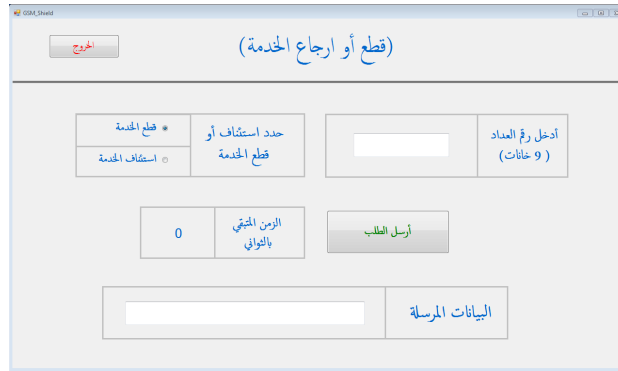 GSM_Shield
(قطع أو ارجاع الخدمة)
الخروج
أدخل رقم العداد
( 9 خانات)
حدد استئناف أو
قطع الخدمة
قطع الخدمة
استئناف الخدمة
أرسل الطلب
الزمن المتبقي
بالثواني
0
البيانات المرسلة